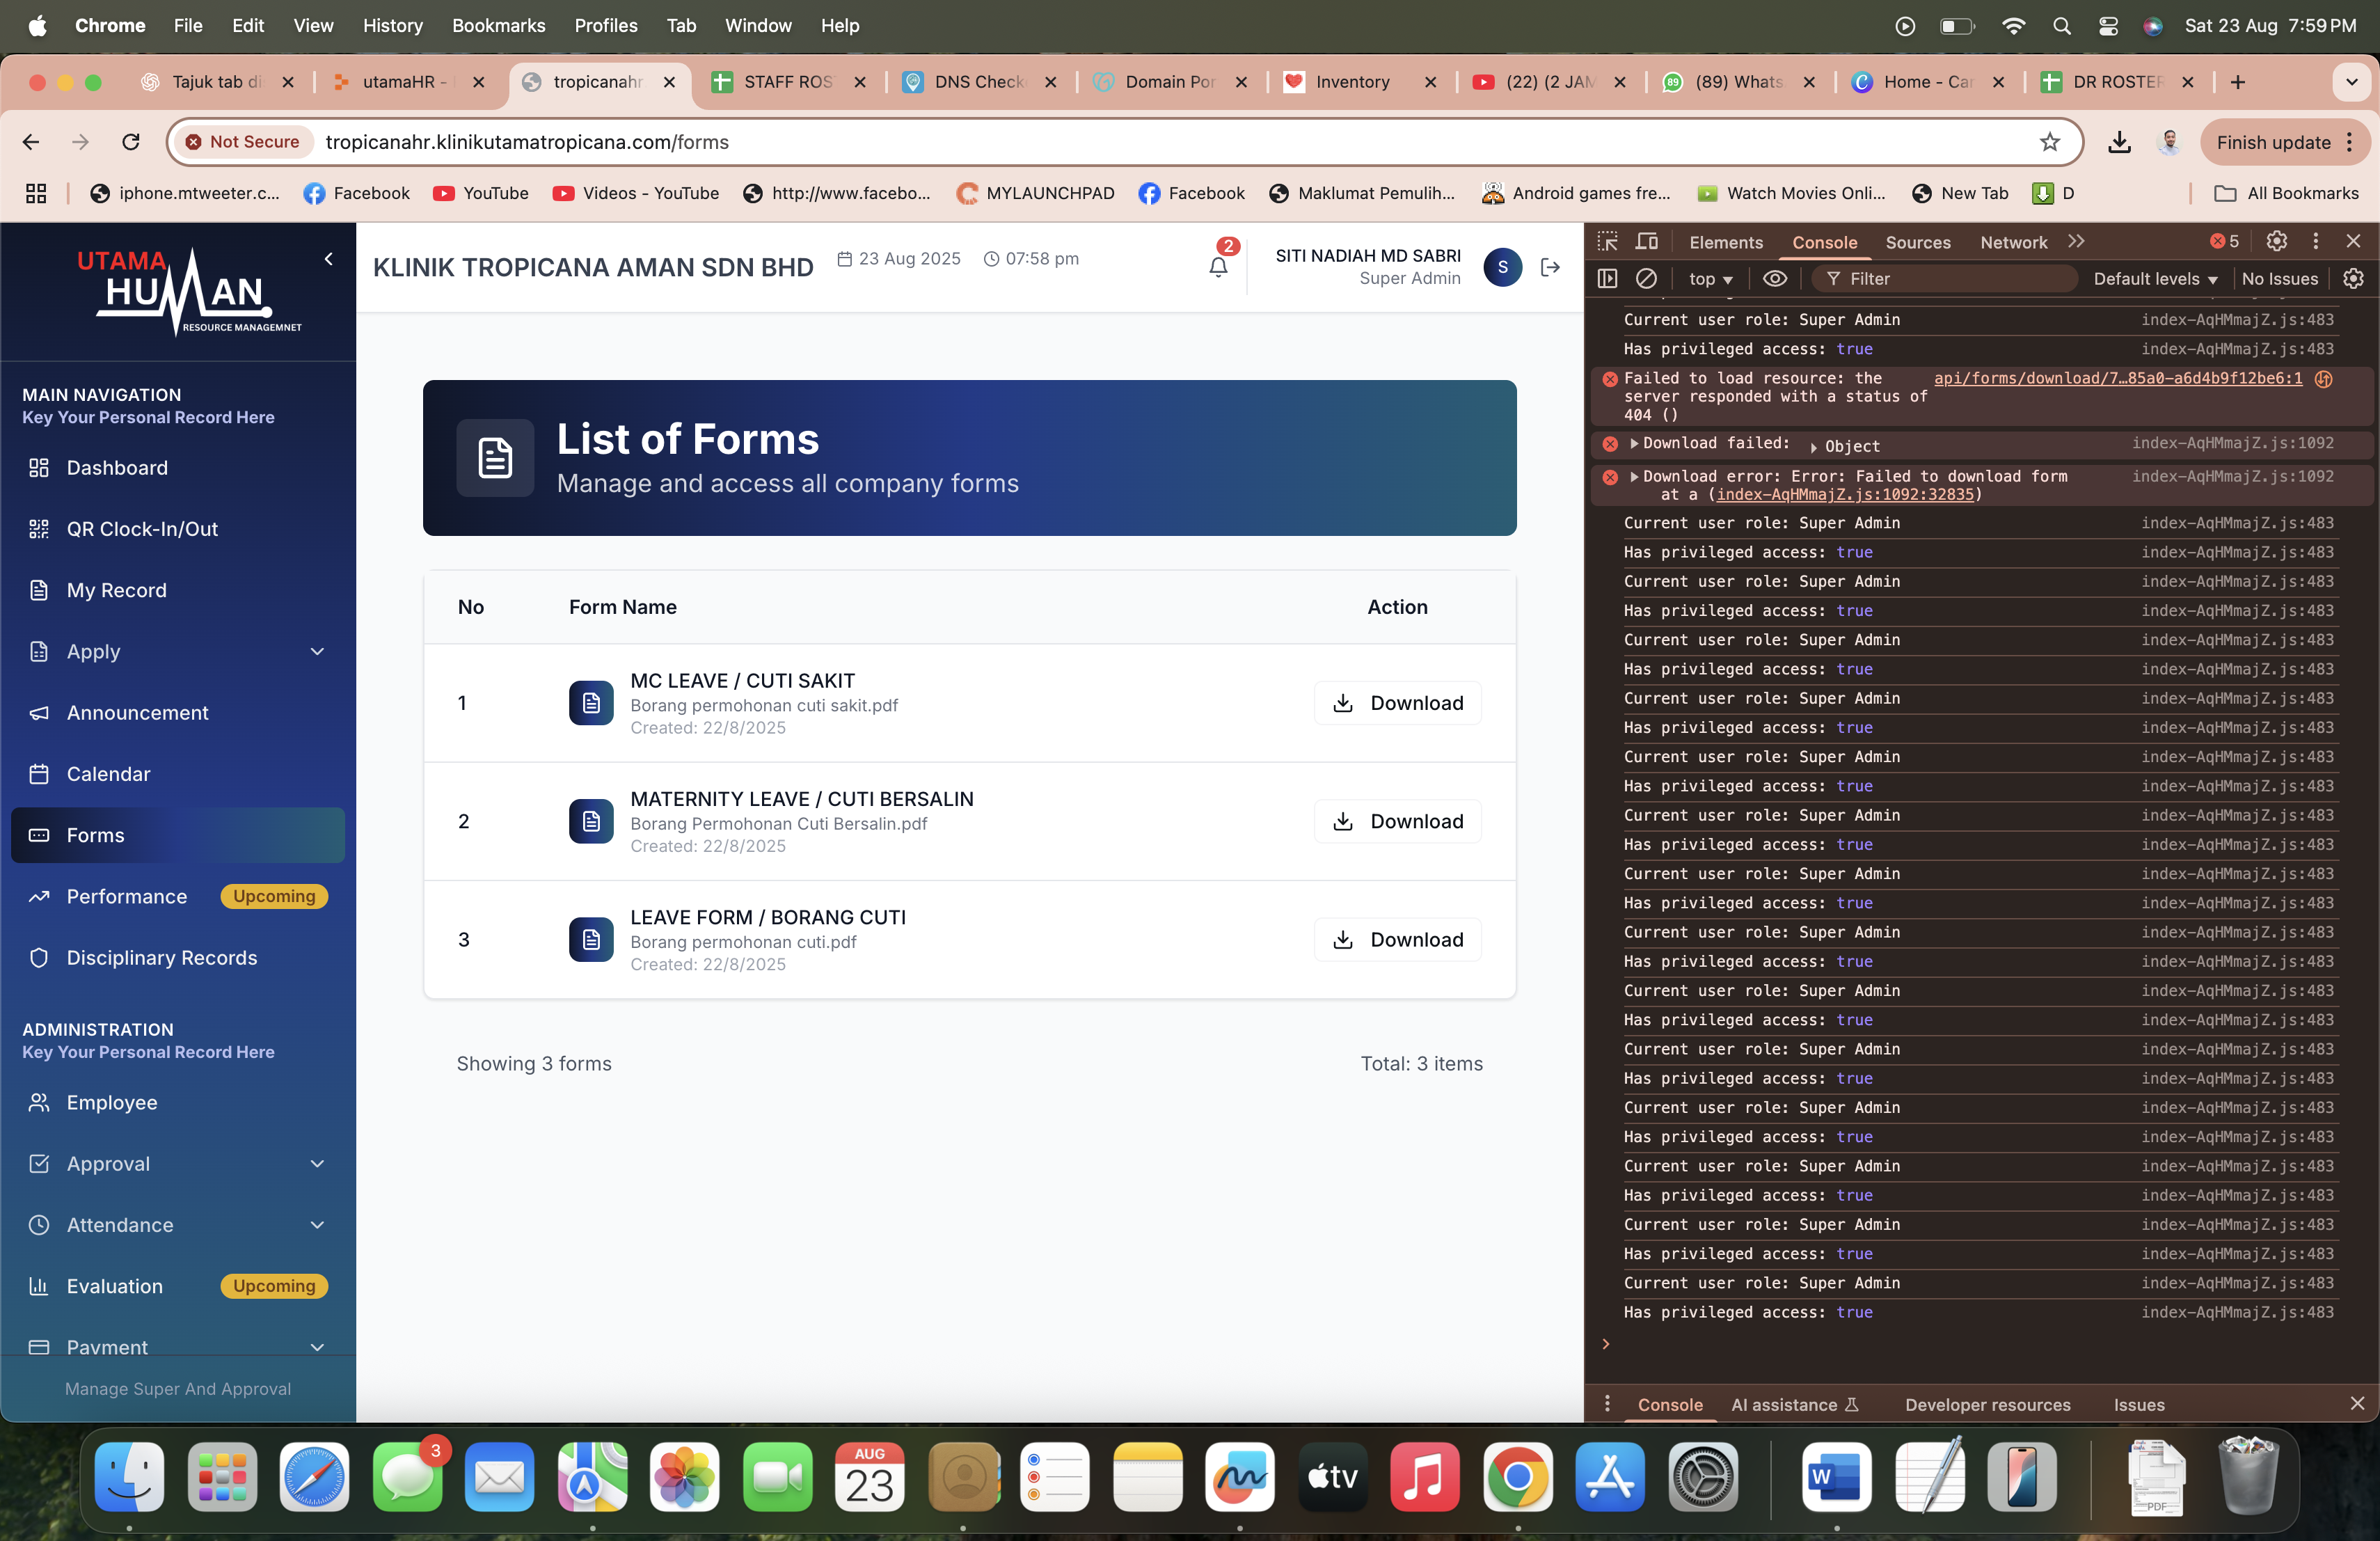 Chrome File Edit View History Bookmarks Profiles Tab Window Help
Sat 23 Aug 7:59 PM
Tajuk tab di
utamaHR -
tropicanahr
STAFF ROS
DNS Check
Domain Por
Inventory
(22) (2 JAM
89
(89) Whats
Home - Car
DR ROSTER
Not Secure
tropicanahr.klinikutamatropicana.com/forms
Finish update
iphone.mtweeter.c...
Facebook
YouTube
Videos - YouTube
http://www.facebo...
MYLAUNCHPAD
Facebook
Maklumat Pemulih...
Android games fre...
Watch Movies Onli...
New Tab
D
All Bookmarks
UTAMA
HUMAN
RESOURCE MANAGEMNET
MAIN NAVIGATION
Key Your Personal Record Here
Dashboard
QR Clock-In/Out
My Record
Apply
Announcement
Calendar
Forms
Performance
Upcoming
Disciplinary Records
ADMINISTRATION
Key Your Personal Record Here
Employee
Approval
Attendance
Evaluation
Upcoming
Payment
Manage Super And Approval
KLINIK TROPICANA AMAN SDN BHD
23 Aug 2025
07:58 pm
2
SITI NADIAH MD SABRI
Super Admin
S
List of Forms
Manage and access all company forms
No Form Name Action
1
MC LEAVE / CUTI SAKIT
Borang permohonan cuti sakit.pdf
Created: 22/8/2025
Download
2
MATERNITY LEAVE / CUTI BERSALIN
Borang Permohonan Cuti Bersalin.pdf
Created: 22/8/2025
Download
3
LEAVE FORM / BORANG CUTI
Borang permohonan cuti.pdf
Created: 22/8/2025
Download
Showing 3 forms
Total: 3 items
Elements Console Sources Network
5
top
Filter
Default levels
No Issues
Current user role: Super Admin index-AqHMmajZ.js:483
Has privileged access: true index-AqHMmajZ.js:483
Failed to load resource: the api/forms/download/7…85a0-a6d4b9f12be6:1
server responded with a status of
404 ()
Download failed: Object index-AqHMmajZ.js:1092
Download error: Error: Failed to download form index-AqHMmajZ.js:1092
at a (index-AqHMmajZ.js:1092:32835)
Current user role: Super Admin index-AqHMmajZ.js:483
Has privileged access: true index-AqHMmajZ.js:483
Current user role: Super Admin index-AqHMmajZ.js:483
Has privileged access: true index-AqHMmajZ.js:483
Current user role: Super Admin index-AqHMmajZ.js:483
Has privileged access: true index-AqHMmajZ.js:483
Current user role: Super Admin index-AqHMmajZ.js:483
Has privileged access: true index-AqHMmajZ.js:483
Current user role: Super Admin index-AqHMmajZ.js:483
Has privileged access: true index-AqHMmajZ.js:483
Current user role: Super Admin index-AqHMmajZ.js:483
Has privileged access: true index-AqHMmajZ.js:483
Current user role: Super Admin index-AqHMmajZ.js:483
Has privileged access: true index-AqHMmajZ.js:483
Current user role: Super Admin index-AqHMmajZ.js:483
Has privileged access: true index-AqHMmajZ.js:483
Current user role: Super Admin index-AqHMmajZ.js:483
Has privileged access: true index-AqHMmajZ.js:483
Current user role: Super Admin index-AqHMmajZ.js:483
Has privileged access: true index-AqHMmajZ.js:483
Current user role: Super Admin index-AqHMmajZ.js:483
Has privileged access: true index-AqHMmajZ.js:483
Current user role: Super Admin index-AqHMmajZ.js:483
Has privileged access: true index-AqHMmajZ.js:483
Current user role: Super Admin index-AqHMmajZ.js:483
Has privileged access: true index-AqHMmajZ.js:483
Current user role: Super Admin index-AqHMmajZ.js:483
Has privileged access: true index-AqHMmajZ.js:483
Console AI assistance Developer resources Issues
3
AUG
23
tv
W
PDF